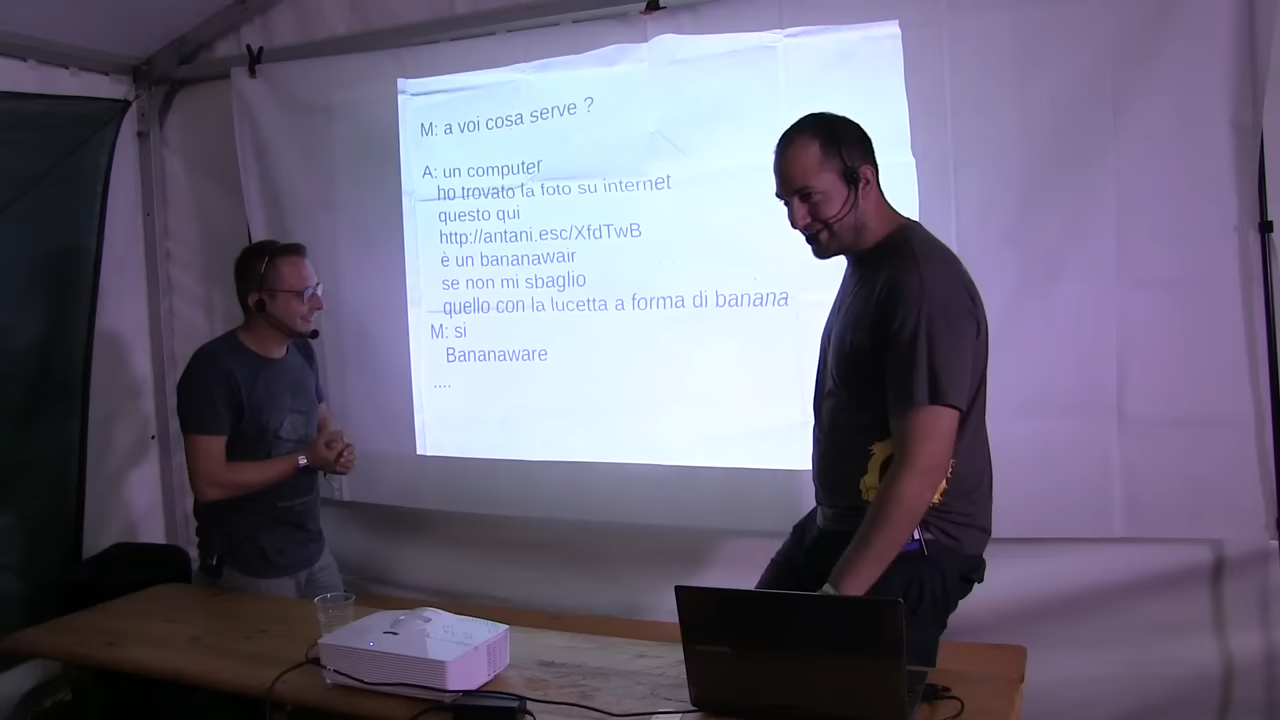 M: a voi cosa serve ?
A: un computer
ho trovato la foto su internet
questo qui
http://antani.esc/XfdTwB
è un bananawair
se non mi sbaglio
quello con la lucetta a forma di banana
M: si
Bananaware
....